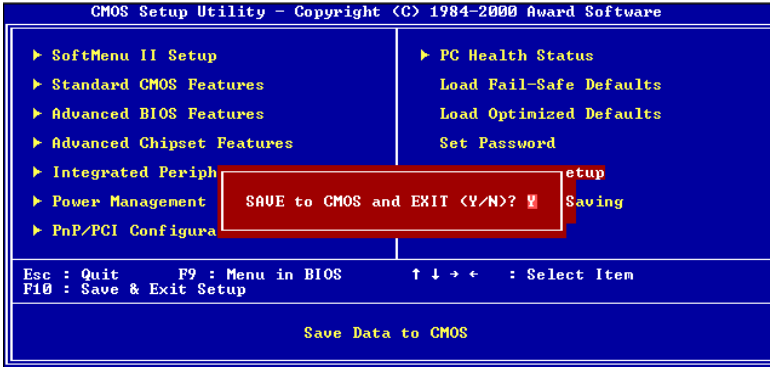 CMOS Setup Utility - Copyright (C) 1984-2000 Award Software
► SoftMenu II Setup
► Standard CMOS Features
► Advanced BIOS Features
► Advanced Chipset Features
► Integrated Periph
► Power Management
► PnP/PCI Configura
► PC Health Status
Load Fail-Safe Defaults
Load Optimized Defaults
Set Password
etup
Saving
SAVE to CMOS and EXIT (Y/N)? Y
Esc : Quit F9 : Menu in BIOS ↑ ↓ → ← : Select Item
F10 : Save & Exit Setup
Save Data to CMOS